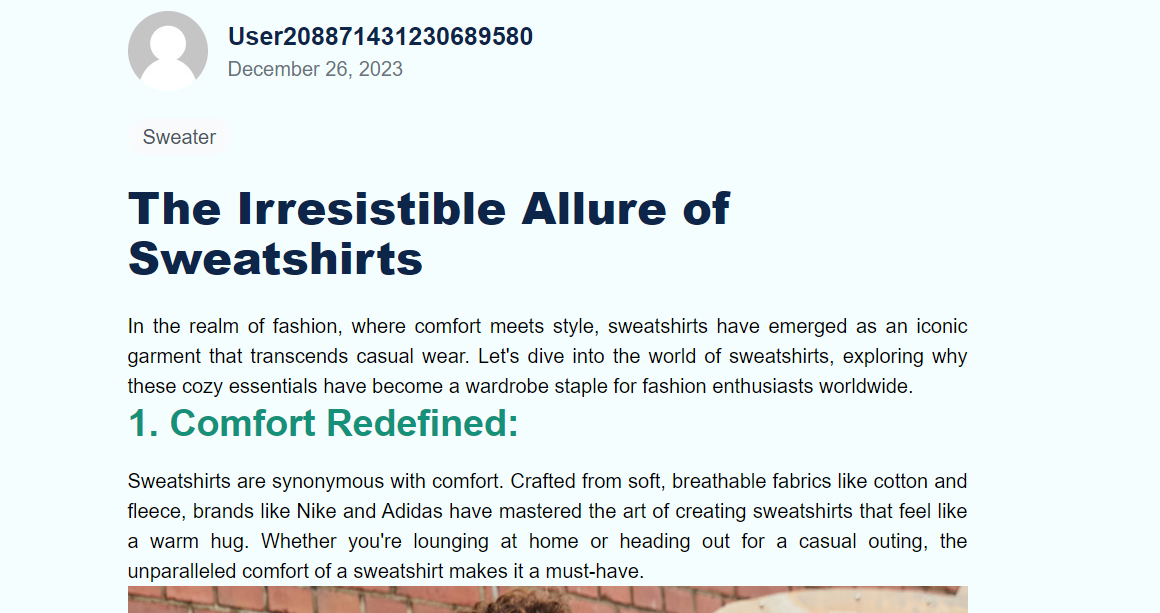 User208871431230689580
December 26, 2023
Sweater
The Irresistible Allure of
Sweatshirts
In the realm of fashion, where comfort meets style, sweatshirts have emerged as an iconic
garment that transcends casual wear. Let's dive into the world of sweatshirts, exploring why
these cozy essentials have become a wardrobe staple for fashion enthusiasts worldwide.
1. Comfort Redefined:
Sweatshirts are synonymous with comfort. Crafted from soft, breathable fabrics like cotton and
fleece, brands like Nike and Adidas have mastered the art of creating sweatshirts that feel like
a warm hug. Whether you're lounging at home or heading out for a casual outing, the
unparalleled comfort of a sweatshirt makes it a must-have.